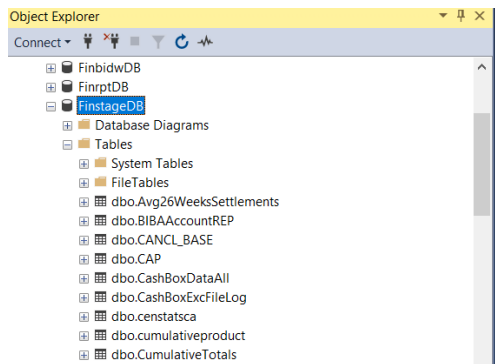 Object Explorer
Connect
FinbidwDB
FinrptDB
FinstageDB
Database Diagrams
Tables
System Tables
FileTables
dbo.Avg26WeeksSettlements
dbo.BIBAAccountREP
dbo.CANCL_BASE
dbo.CAP
dbo.CashBoxDataAll
dbo.CashBoxExcFileLog
dbo.censtatsca
dbo.cumulativeproduct
dbo.CumulativeTotals